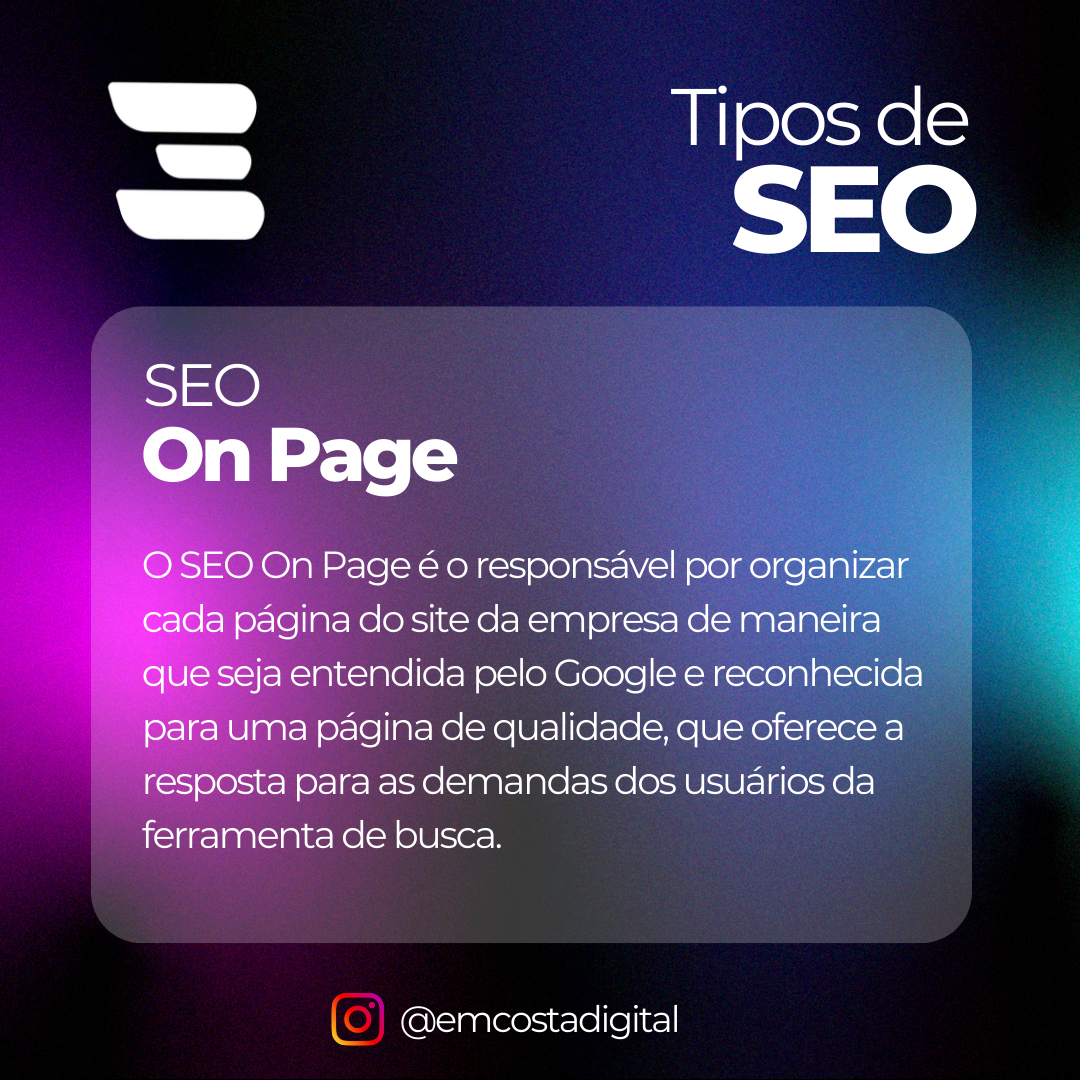 Tipos de
SEO
SEO
On Page
O SEO On Page é o responsável por organizar
cada página do site da empresa de maneira
que seja entendida pelo Google e reconhecida
para uma página de qualidade, que oferece a
resposta para as demandas dos usuários da
ferramenta de busca.
@emcostadigital